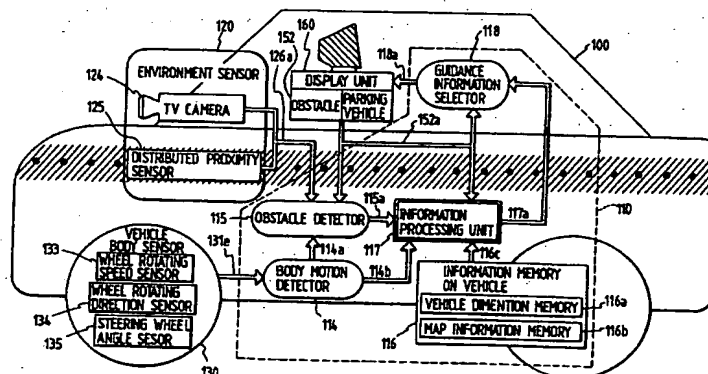 120
160
152
118a
118
100
126a
124
ENVIRONMENT SENSOR
TV CAMERA
DISPLAY UNIT
OBSTACLE
PARKING
VEHICLE
GUIDANCE
INFORMATION
SELECTOR
125
152a
DISTRIBUTED PROXIMITY
SENSOR
115
OBSTACLE DETECTOR
115a
INFORMATION
PROCESSING UNIT
117a
110
117
VEHICLE
BODY SENSOR
133
WHEEL ROTATING
SPEED SENSOR
131e
114a
BODY MOTION
DETECTOR
114b
116c
INFORMATION MEMORY
ON VEHICLE
WHEEL ROTATING
DIRECTION SENSOR
134
VEHICLE DIMENTION MEMORY
116a
STEERING WHEEL
ANGLE SESOR
135
114
116
MAP INFORMATION MEMORY
116b
130